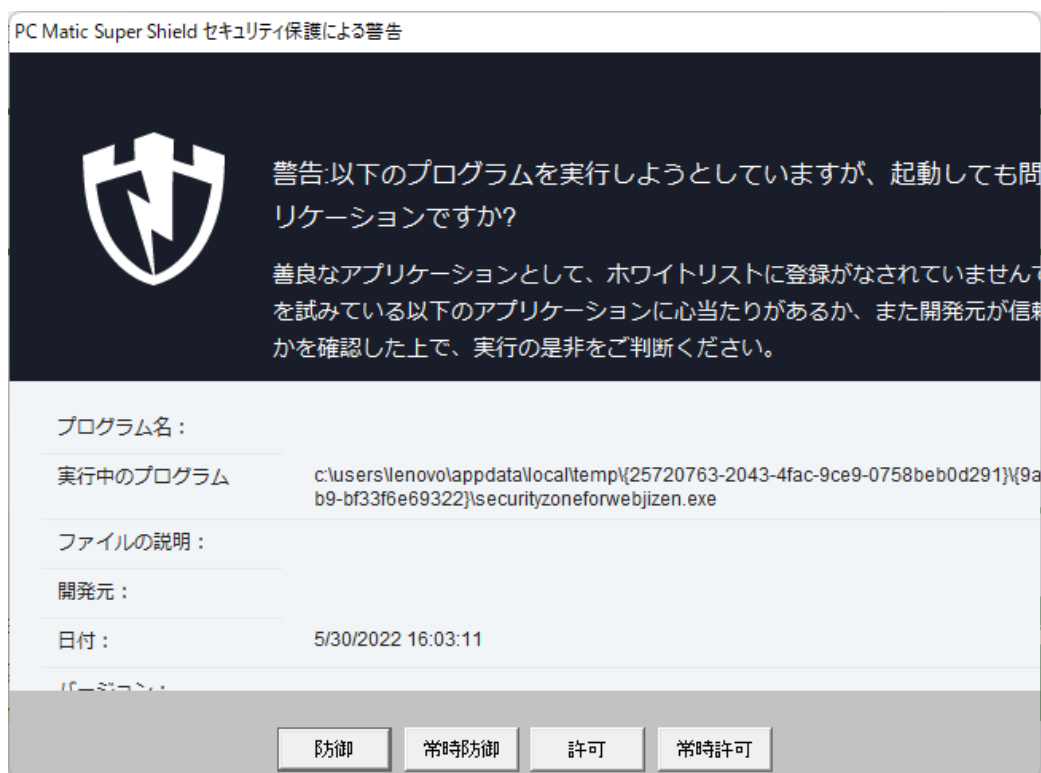 PC Matic Super Shield セキュリティ保護による警告
警告:以下のプログラムを実行しようとしていますが、起動しても問
リケーションですか?
善良なアプリケーションとして、ホワイトリストに登録がなされていませんで
を試みている以下のアプリケーションに心当たりがあるか、また開発元が信頼
かを確認した上で、実行の是非をご判断ください。
プログラム名：
実行中のプログラム
c:\users\lenovo\appdata\local\temp\{25720763-2043-4fac-9ce9-0758beb0d291}\{9a
b9-bf33f6e69322}\securityzoneforwebjizen.exe
ファイルの説明：
開発元：
日付：
5/30/2022 16:03:11
バージョン：
防御
常時防御
許可
常時許可